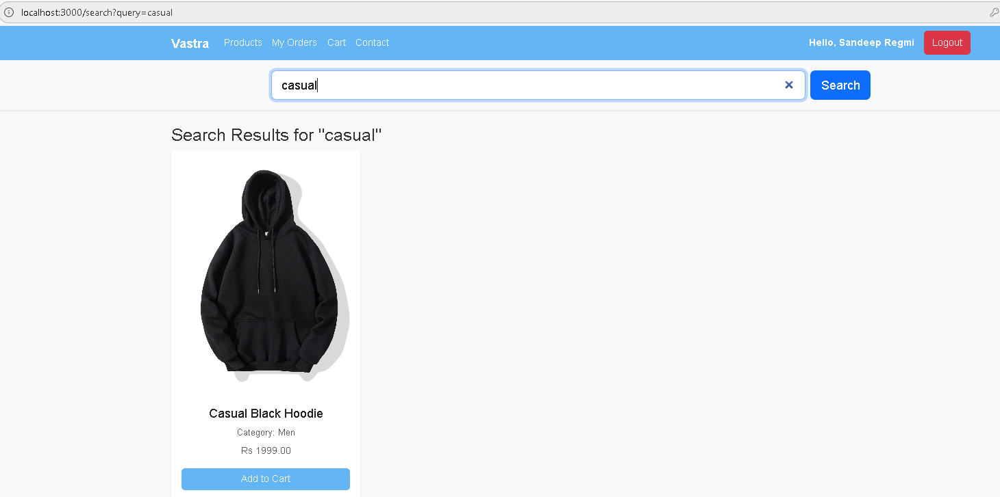 localhost:3000/search?query=casual
Vastra Products My Orders Cart Contact Hello, Sandeep Regmi Logout
casual Search
Search Results for "casual"
Casual Black Hoodie
Category: Men
Rs 1999.00
Add to Cart